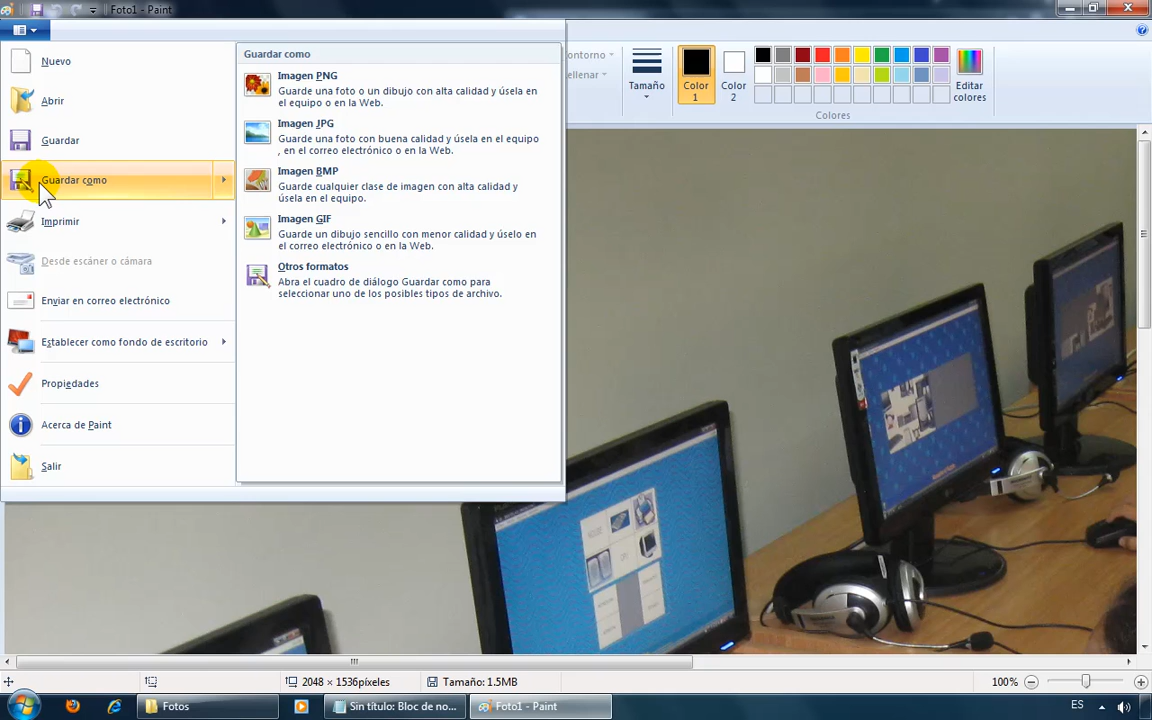 Foto1 - Paint
Nuevo
Abrir
Guardar
Guardar como
Imprimir
Desde escáner o cámara
Enviar en correo electrónico
Establecer como fondo de escritorio
Propiedades
Acerca de Paint
Salir
Guardar como
Imagen PNG
Guarde una foto o un dibujo con alta calidad y úsela en
el equipo o en la Web.
Imagen JPG
Guarde una foto con buena calidad y úsela en el equipo
, en el correo electrónico o en la Web.
Imagen BMP
Guarde cualquier clase de imagen con alta calidad y
úsela en el equipo.
Imagen GIF
Guarde un dibujo sencillo con menor calidad y úselo en
el correo electrónico o en la Web.
Otros formatos
Abra el cuadro de diálogo Guardar como para
seleccionar uno de los posibles tipos de archivo.
ontorno
ellenar
Tamaño
Color
1
Color
2
Editar
colores
Colores
2048 × 1536píxeles
Tamaño: 1.5MB
100%
Fotos
Sin título: Bloc de no...
Foto1 - Paint
ES